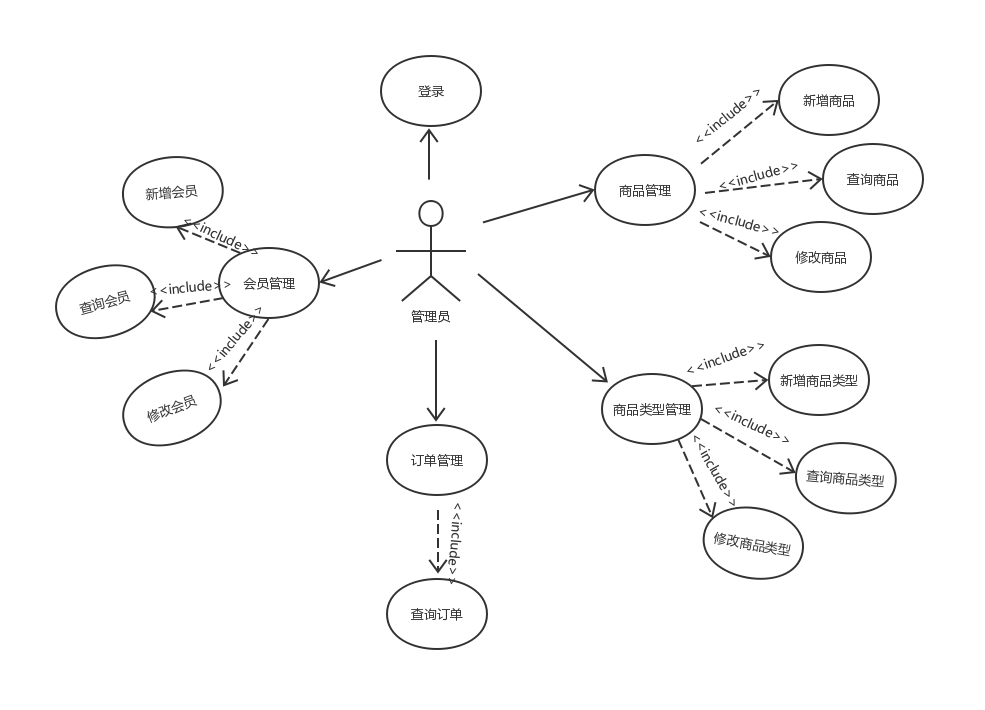 登录
新增商品
<<include>>
商品管理
<<include>>
查询商品
<<include>>
修改商品
新增会员
<<include>>
会员管理
查询会员
<<include>>
<<include>>
修改会员
管理员
<<include>>
新增商品类型
商品类型管理
<<include>>
查询商品类型
<<include>>
修改商品类型
订单管理
<<include>>
查询订单